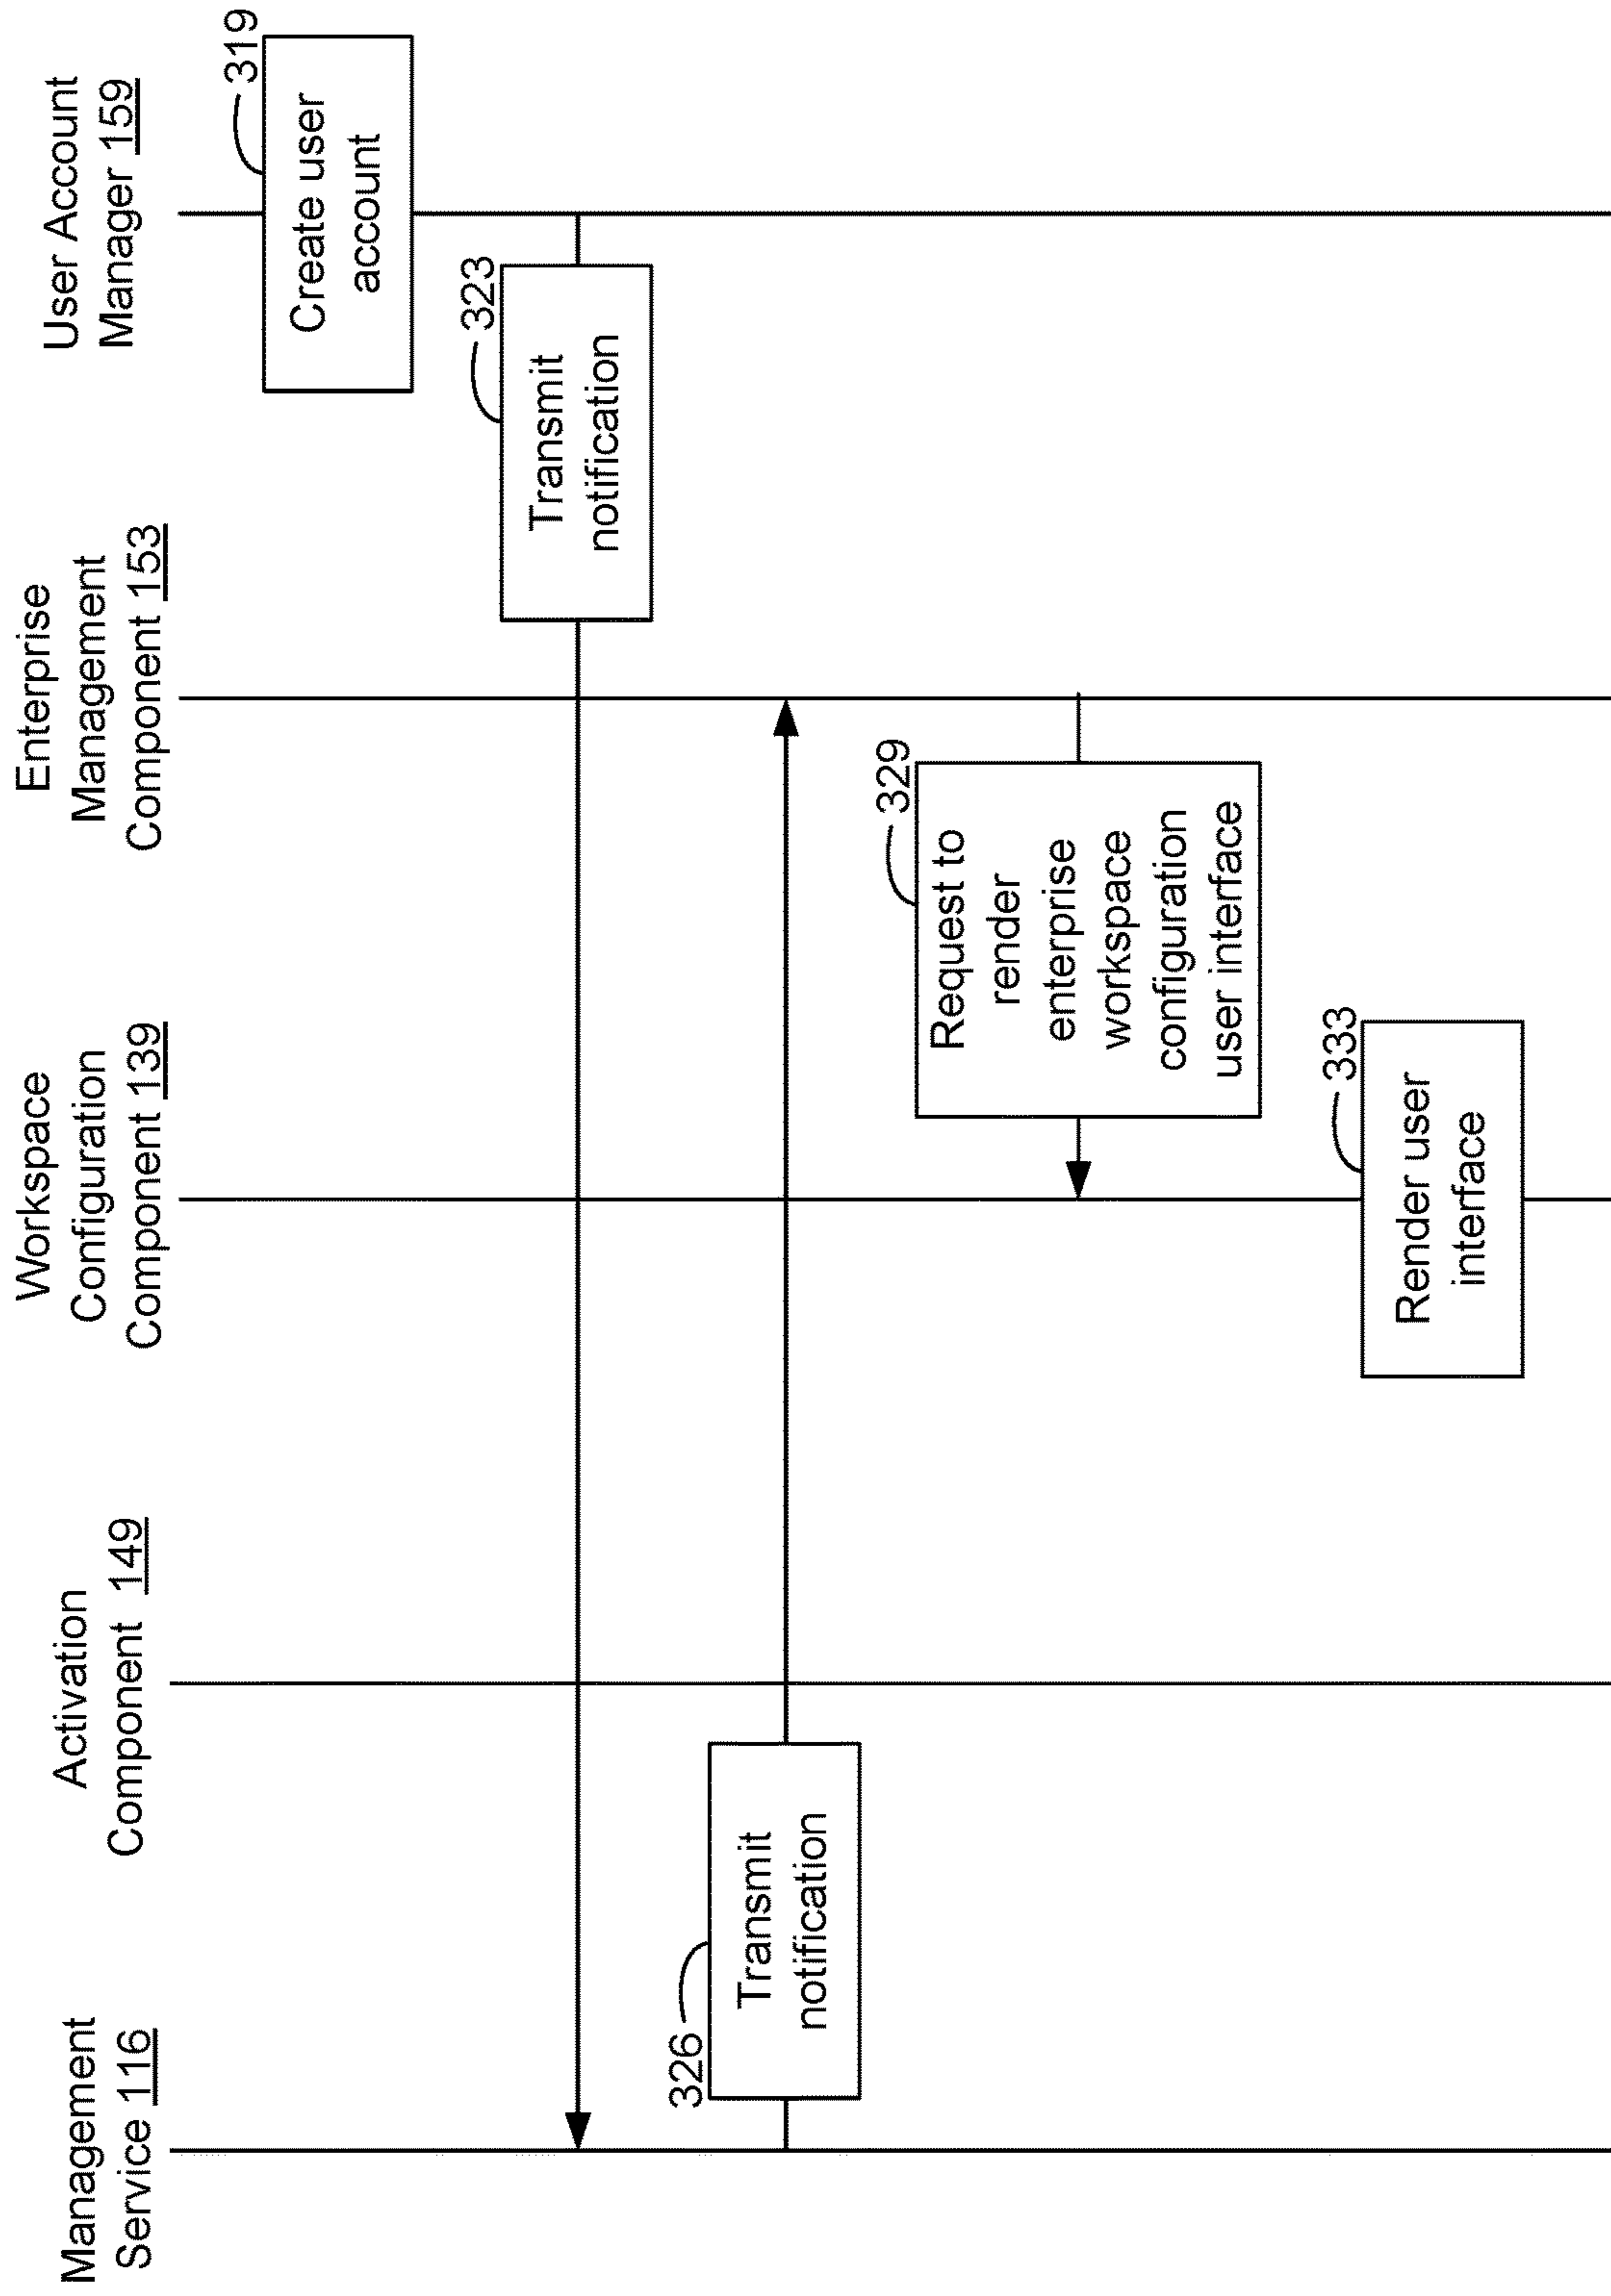 Management
Service 116
Activation
Component 149
Workspace
Configuration
Component 139
Enterprise
Management
Component 153
User Account
Manager 159
319
Create user
account
323
Transmit
notification
326
Transmit
notification
329
Request to
render
enterprise
workspace
configuration
user interface
333
Render user
interface